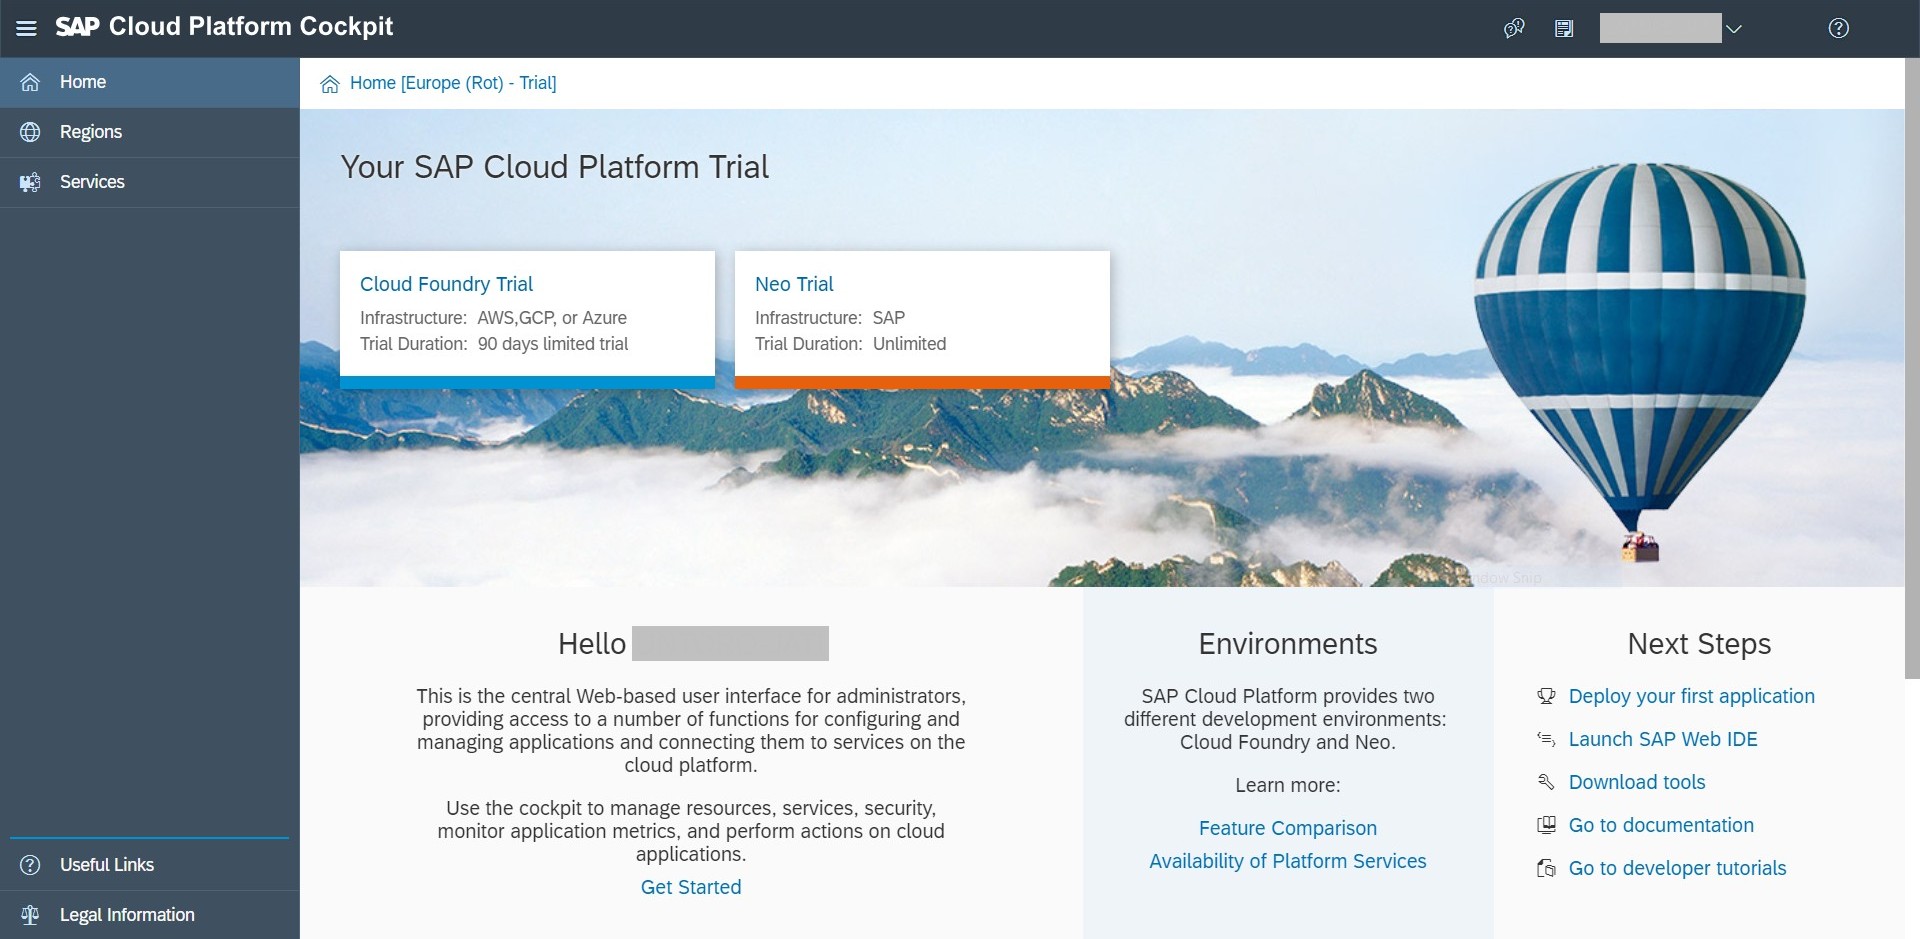 SAP Cloud Platform Cockpit
Home
Regions
Services
Useful Links
Legal Information
Home [Europe (Rot) - Trial]
Your SAP Cloud Platform Trial
Cloud Foundry Trial
Infrastructure: AWS,GCP, or Azure
Trial Duration: 90 days limited trial
Neo Trial
Infrastructure: SAP
Trial Duration: Unlimited
Hello
This is the central Web-based user interface for administrators,
providing access to a number of functions for configuring and
managing applications and connecting them to services on the
cloud platform.
Use the cockpit to manage resources, services, security,
monitor application metrics, and perform actions on cloud
applications.
Get Started
Environments
SAP Cloud Platform provides two
different development environments:
Cloud Foundry and Neo.
Learn more:
Feature Comparison
Availability of Platform Services
Next Steps
Deploy your first application
Launch SAP Web IDE
Download tools
Go to documentation
Go to developer tutorials